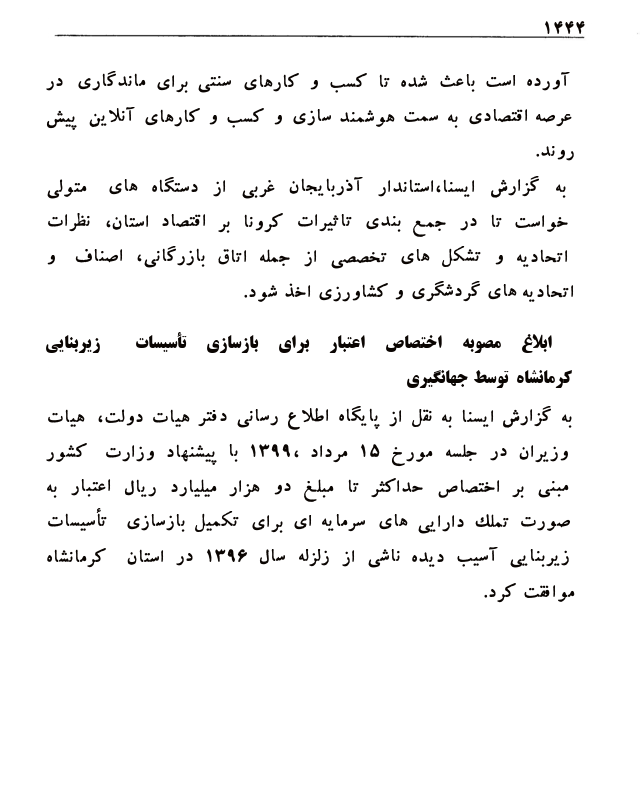 ۱۴۴۴
آورده است باعث شده تا کسب و کارهای سنتی برای ماندگاری در
عرصه اقتصادی به سمت هوشمند سازی و کسب و کارهای آنلاین پیش
روند.
به گزارش ایسنا،استاندار آذربایجان غربی از دستگاه های متولی
خواست تا در جمع بندی تاثیرات کرونا بر اقتصاد استان، نظرات
اتحادیه و تشکل های تخصصی از جمله اتاق بازرگانی، اصناف و
اتحادیه های گردشگری و کشاورزی اخذ شود.
ابلاغ مصوبه اختصاص اعتبار برای بازسازی تأسیسات زیربنایی
کرمانشاه توسط جهانگیری
به گزارش ایسنا به نقل از پایگاه اطلاع رسانی دفتر هیات دولت، هیات
وزیران در جلسه مورخ ۱۵ مرداد ،۱۳۹۹ با پیشنهاد وزارت کشور
مبنی بر اختصاص حداکثر تا مبلغ دو هزار میلیارد ریال اعتبار به
صورت تملك دارایی های سرمایه ای برای تکمیل بازسازی تأسیسات
زیربنایی آسیب دیده ناشی از زلزله سال ۱۳۹۶ در استان کرمانشاه
موافقت کرد.